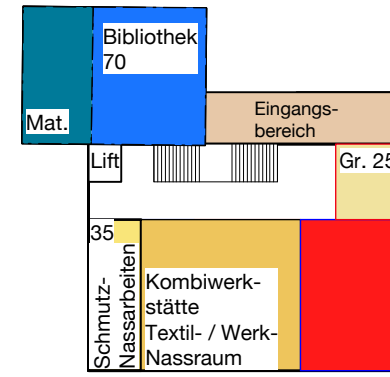 Bibliothek
70
Mat.
Eingangs-
bereich
Lift
Gr. 25
35
Schmutz-
Nassarbeiten
Kombiwerk-
stätte
Textil- / Werk-
Nassraum